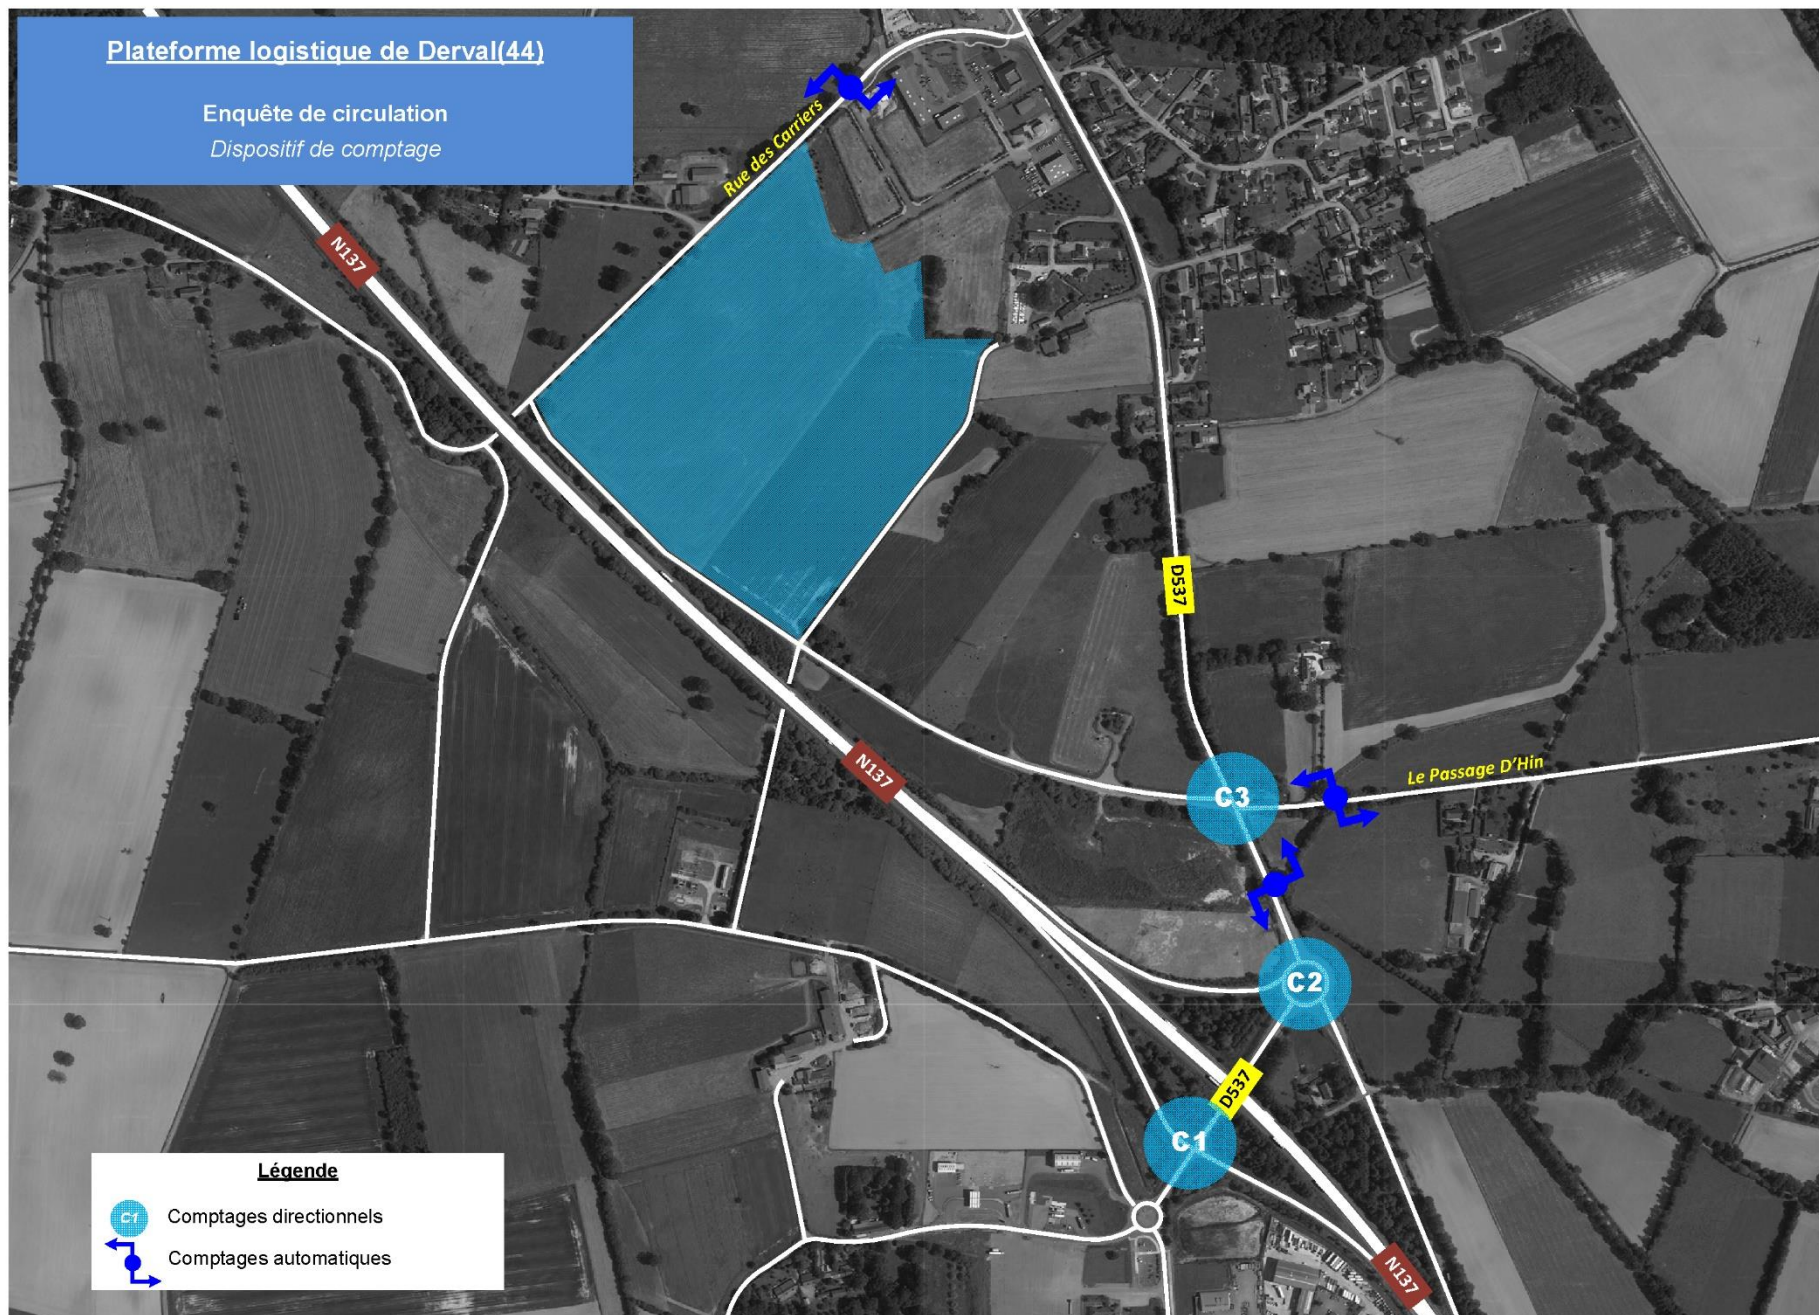 Plateforme logistique de Derval(44)
Enquête de circulation
Dispositif de comptage
Rue des Carriers
N137
D537
N137
Le Passage D'Hin
C3
C2
D537
C1
N137
Légende
C1 Comptages directionnels
Comptages automatiques